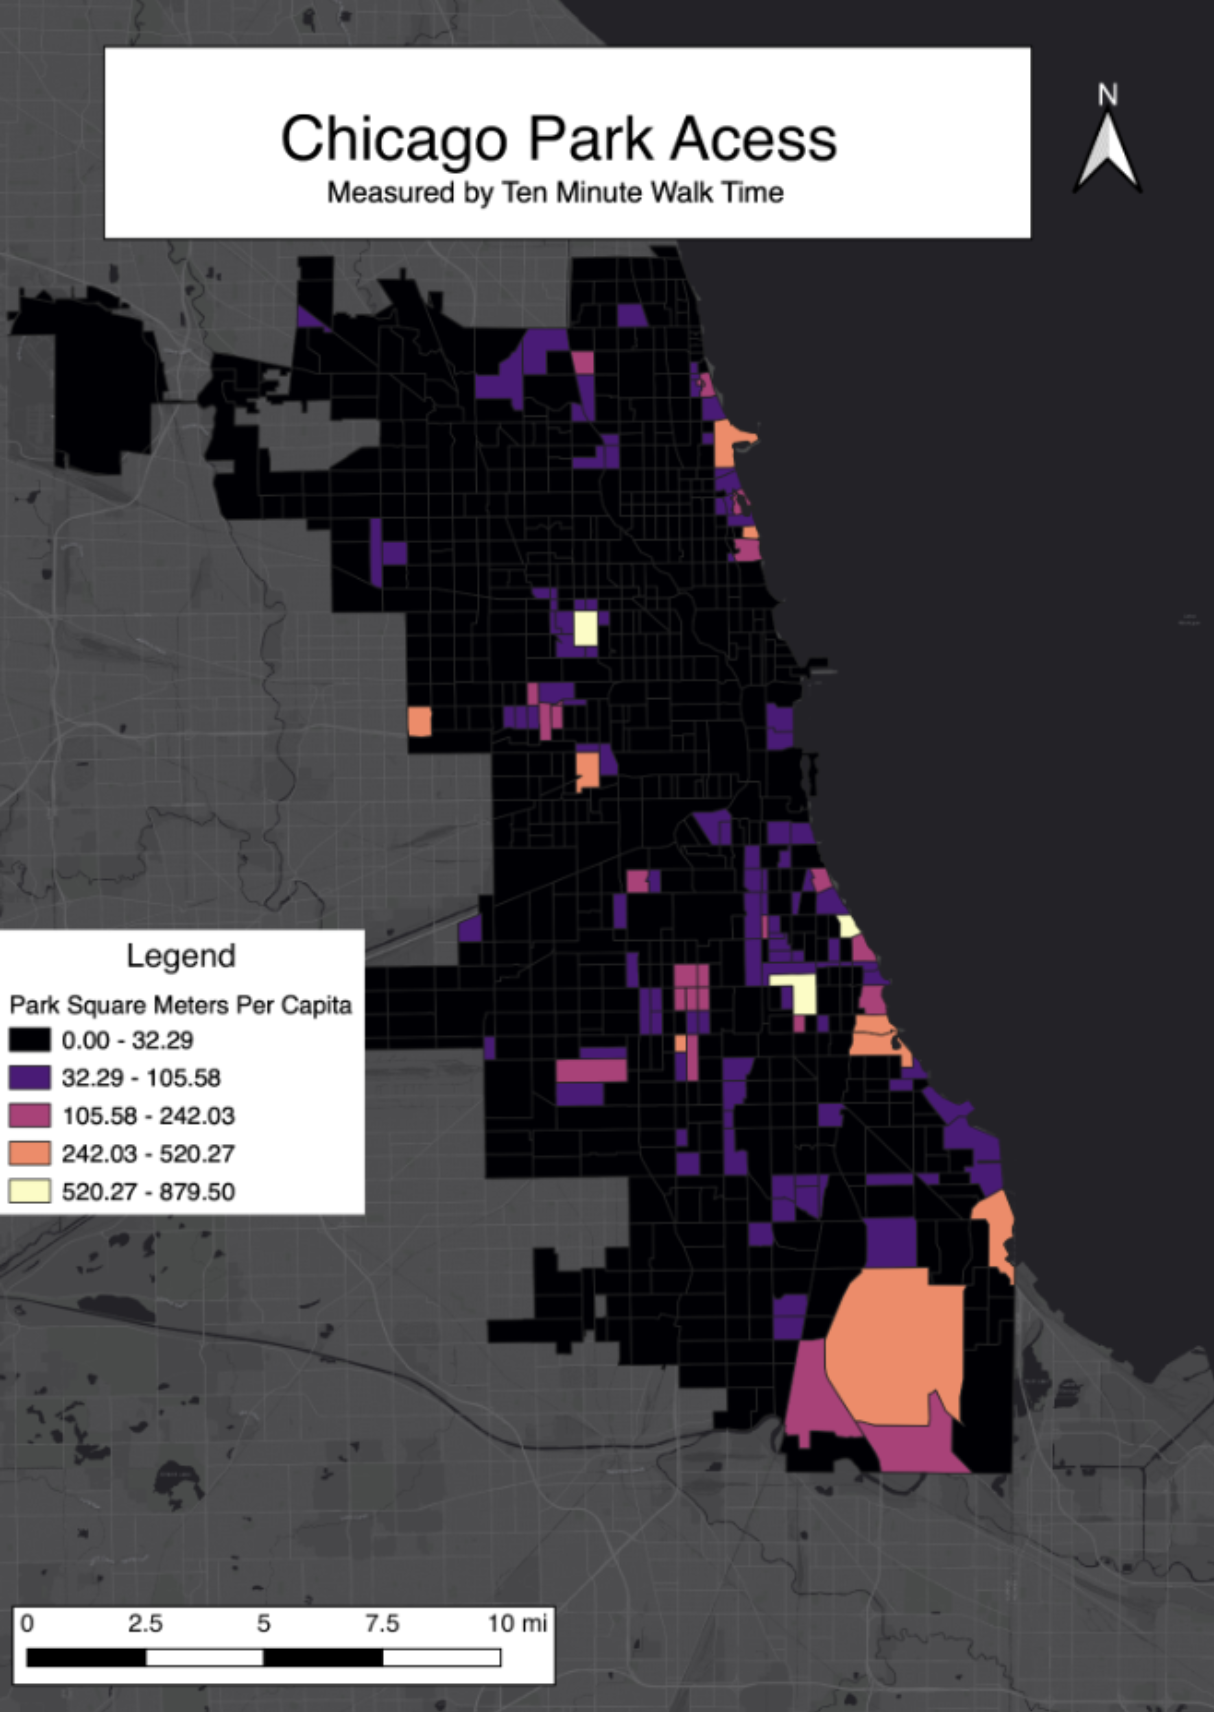 Chicago Park Acess
Measured by Ten Minute Walk Time
N
Legend
Park Square Meters Per Capita
0.00 - 32.29
32.29 - 105.58
105.58 - 242.03
242.03 - 520.27
520.27 - 879.50
0 2.5 5 7.5 10 mi